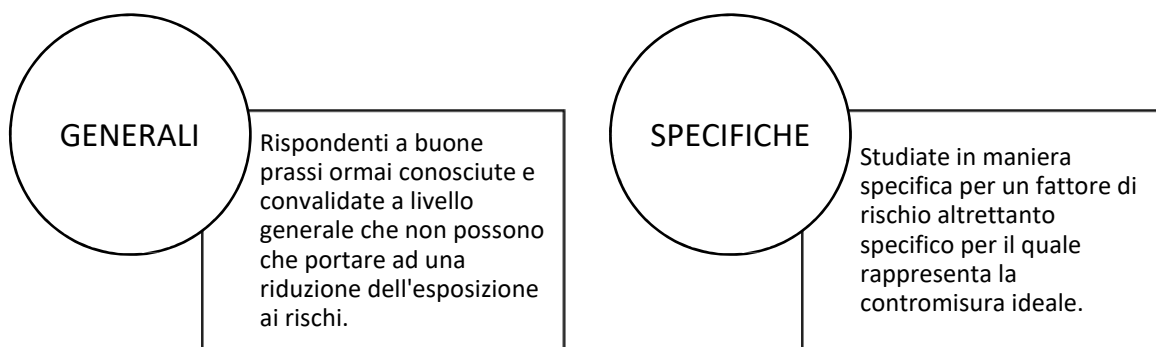 GENERALI
Rispondenti a buone
prassi ormai conosciute e
convalidate a livello
generale che non possono
che portare ad una
riduzione dell'esposizione
ai rischi.
SPECIFICHE
Studiate in maniera
specifica per un fattore di
rischio altrettanto
specifico per il quale
rappresenta la
contromisura ideale.